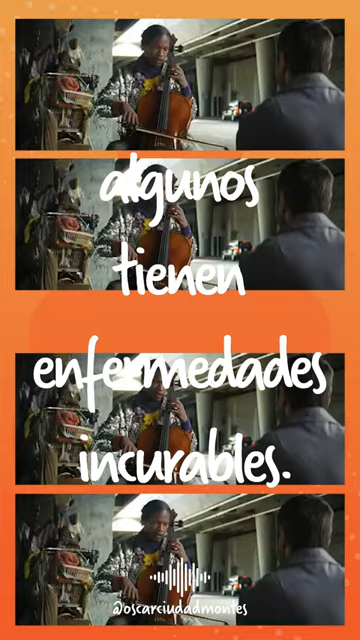 algunos
tienen
enfermedades
incurables.
@oscarciudadmontes